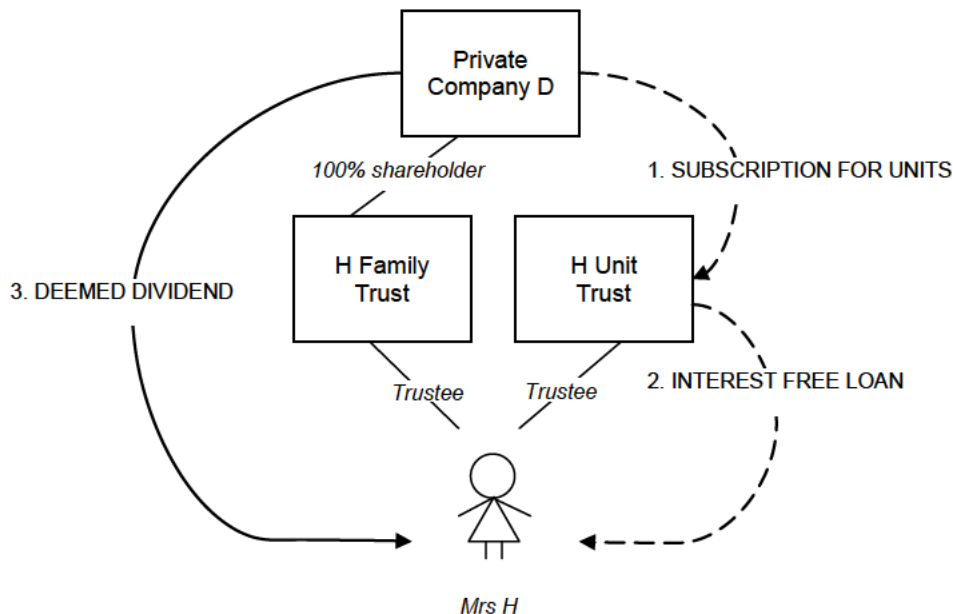 Private
Company D
100% shareholder
1. SUBSCRIPTION FOR UNITS
H Family
Trust
H Unit
Trust
3. DEEMED DIVIDEND
2. INTEREST FREE LOAN
Trustee
Trustee
Mrs H